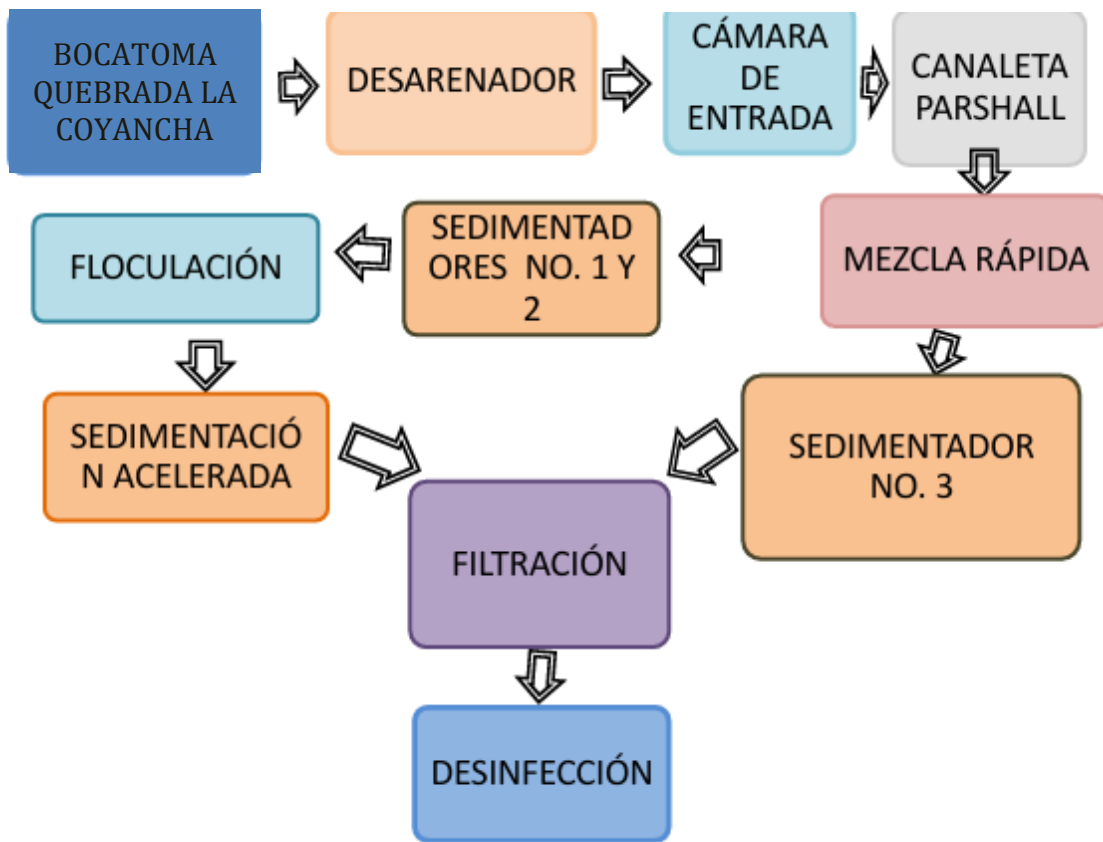 BOCATOMA
QUEBRADA LA
COYANCHA
DESARENADOR
CÁMARA
DE
ENTRADA
CANALETA
PARSHALL
FLOCULACIÓN
SEDIMENTAD
ORES NO. 1 Y
2
MEZCLA RÁPIDA
SEDIMENTACIÓ
N ACELERADA
SEDIMENTADOR
NO. 3
FILTRACIÓN
DESINFECCIÓN